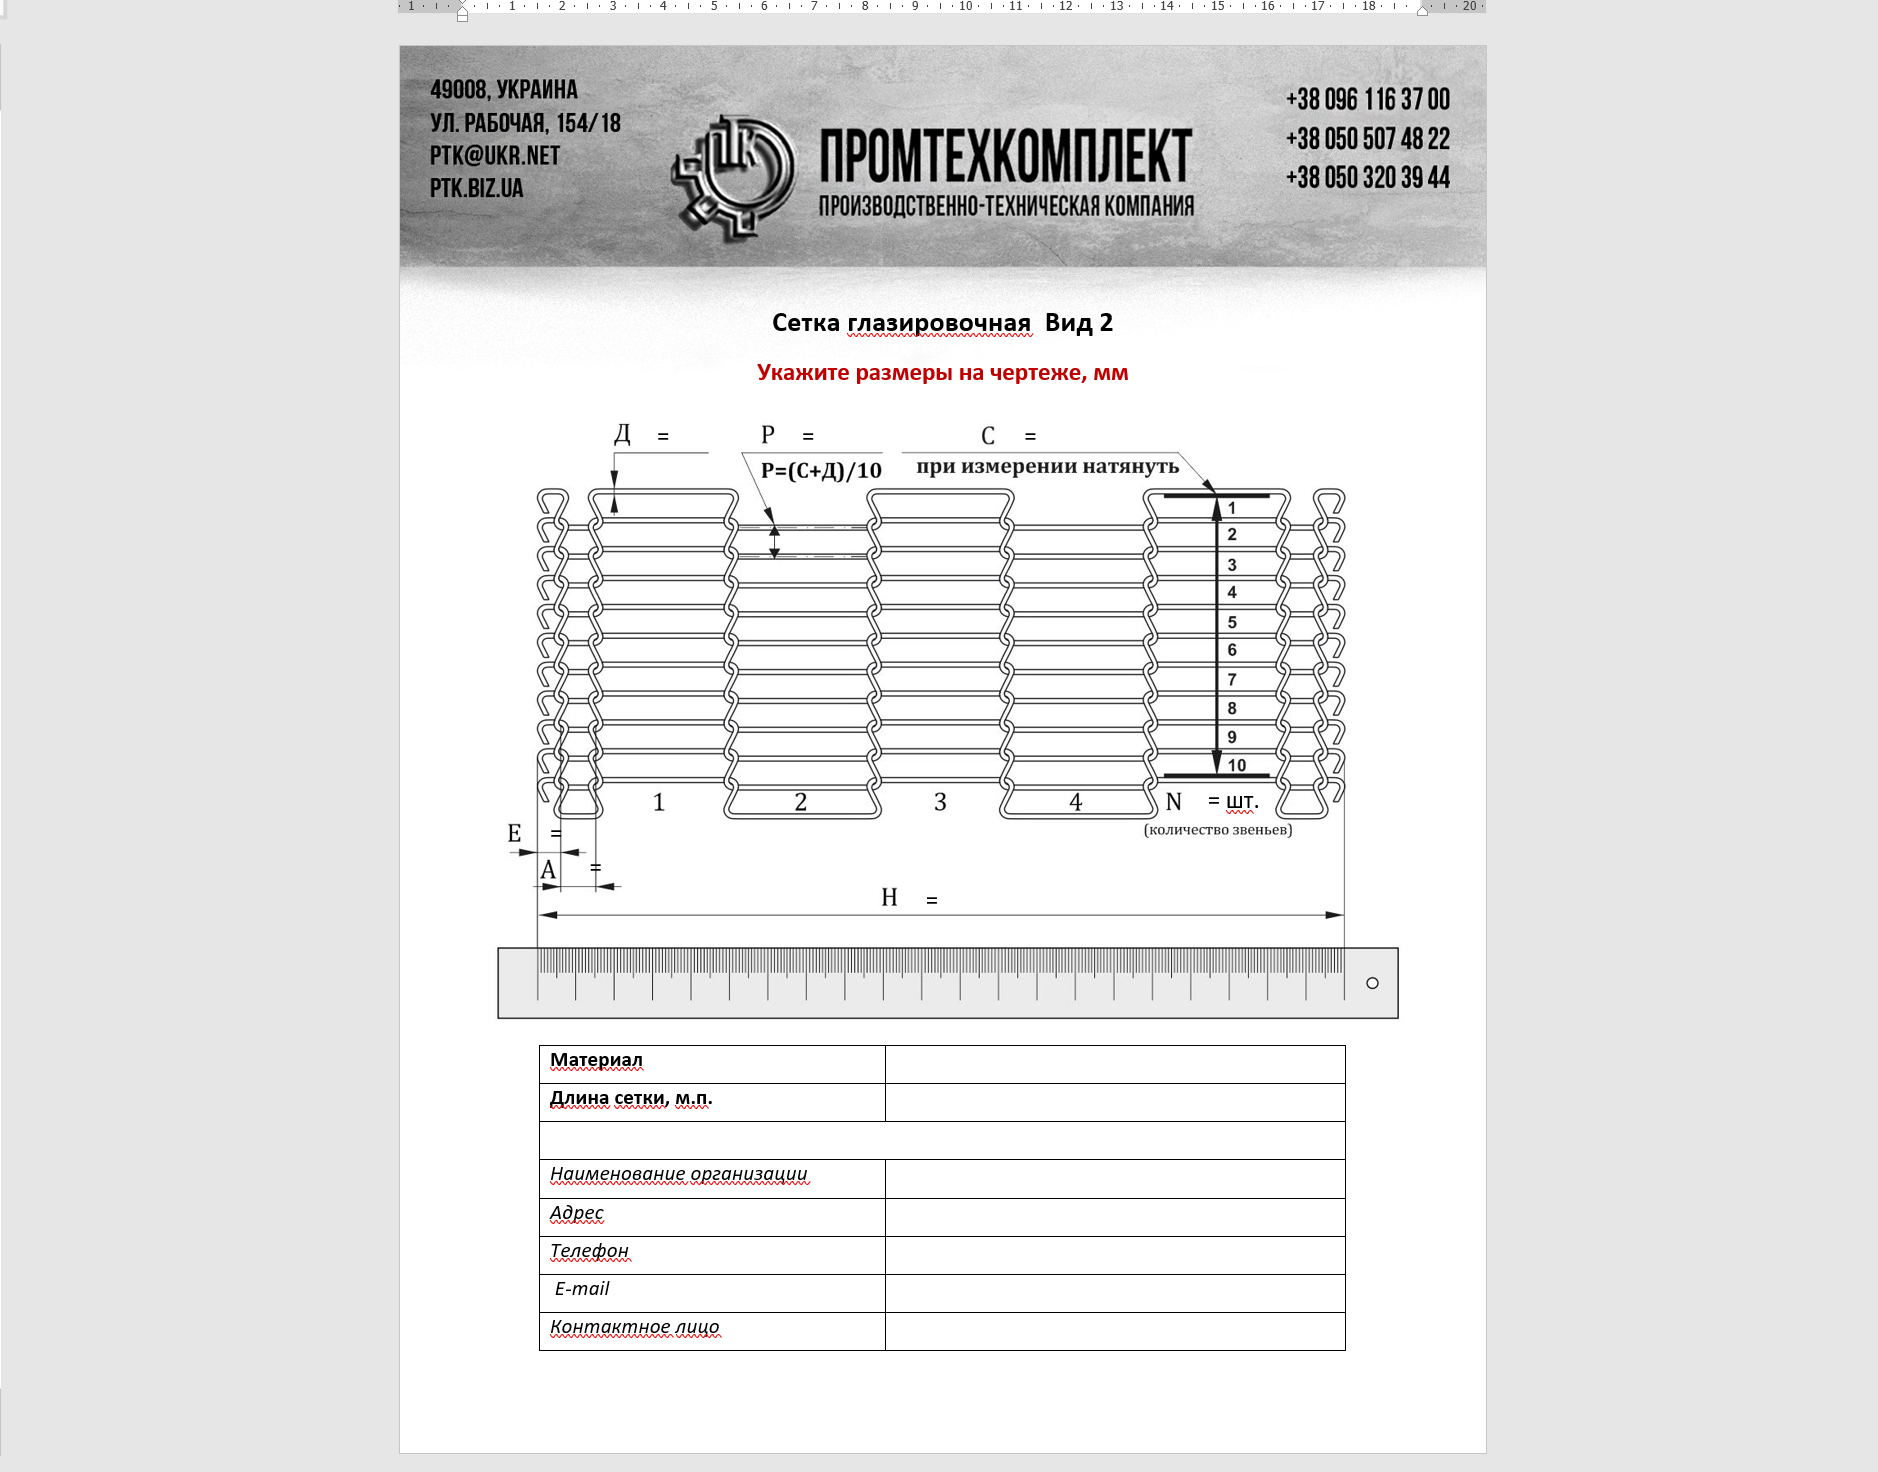 1 1 2 3 4 5 6 7 8 9 10 11 12 13 14 15 16 17 18 20
49008, УКРАИНА
УЛ. РАБОЧАЯ, 154/18
PTK@UKR.NET
PTK.BIZ.UA
ПТК
ПРОМТЕХКОМПЛЕКТ
ПРОИЗВОДСТВЕННО-ТЕХНИЧЕСКАЯ КОМПАНИЯ
+38 096 116 37 00
+38 050 507 48 22
+38 050 320 39 44
Сетка глазировочная Вид 2
Укажите размеры на чертеже, мм
Д =
P =
C =
P=(C+Д)/10
при измерении натянуть
1
2
3
4
5
6
7
8
9
10
1
2
3
4
N = шт.
(количество звеньев)
E =
A =
H =
Материал
Длина сетки, м.п.
Наименование организации
Адрес
Телефон
E-mail
Контактное лицо